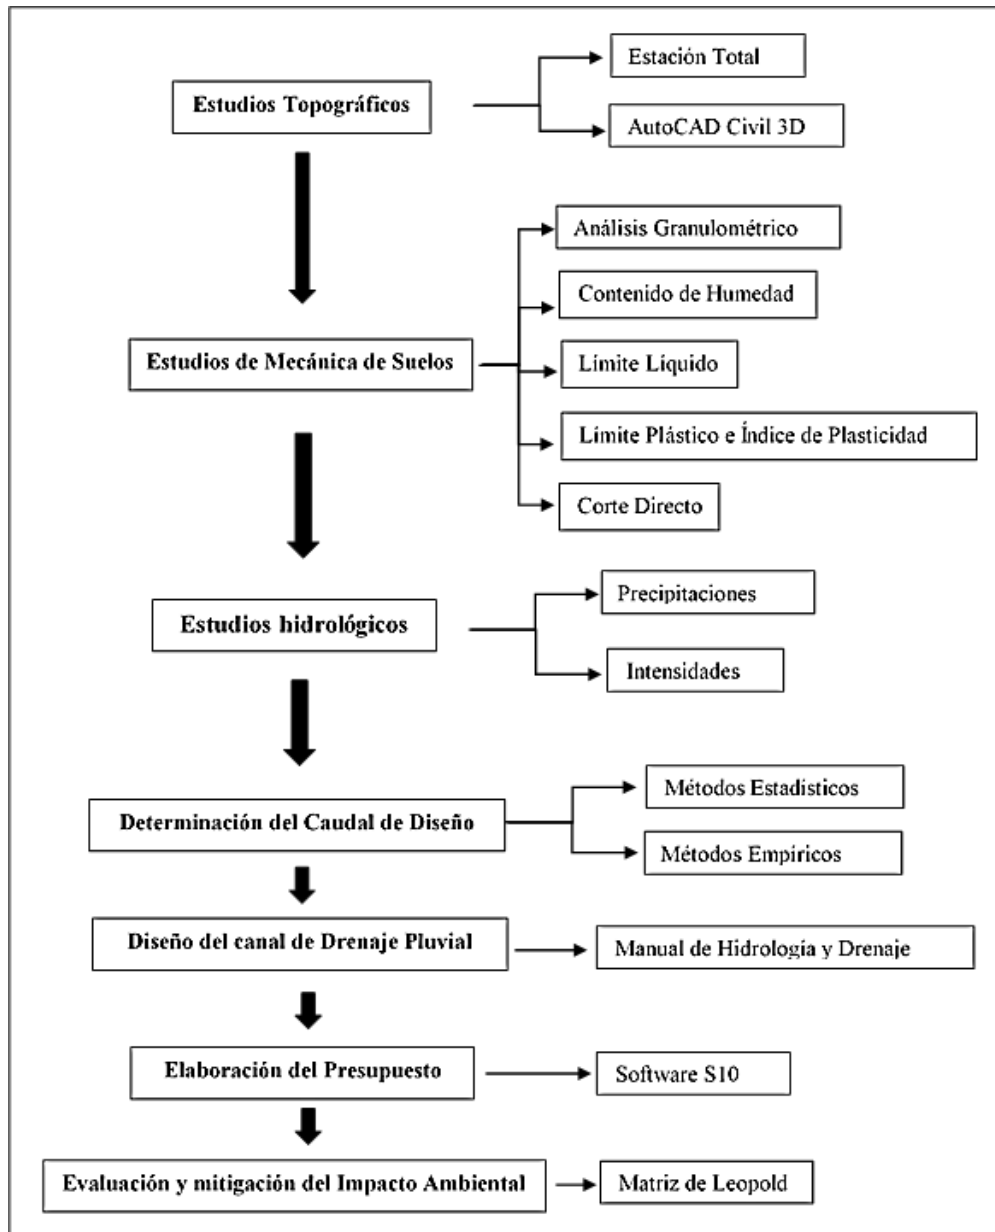 Estación Total
Estudios Topográficos
AutoCAD Civil 3D
Análisis Granulométrico
Contenido de Humedad
Estudios de Mecánica de Suelos
Límite Líquido
Límite Plástico e Índice de Plasticidad
Corte Directo
Precipitaciones
Estudios hidrológicos
Intensidades
Métodos Estadísticos
Determinación del Caudal de Diseño
Métodos Empíricos
Diseño del canal de Drenaje Pluvial
Manual de Hidrología y Drenaje
Elaboración del Presupuesto
Software S10
Evaluación y mitigación del Impacto Ambiental
Matriz de Leopold